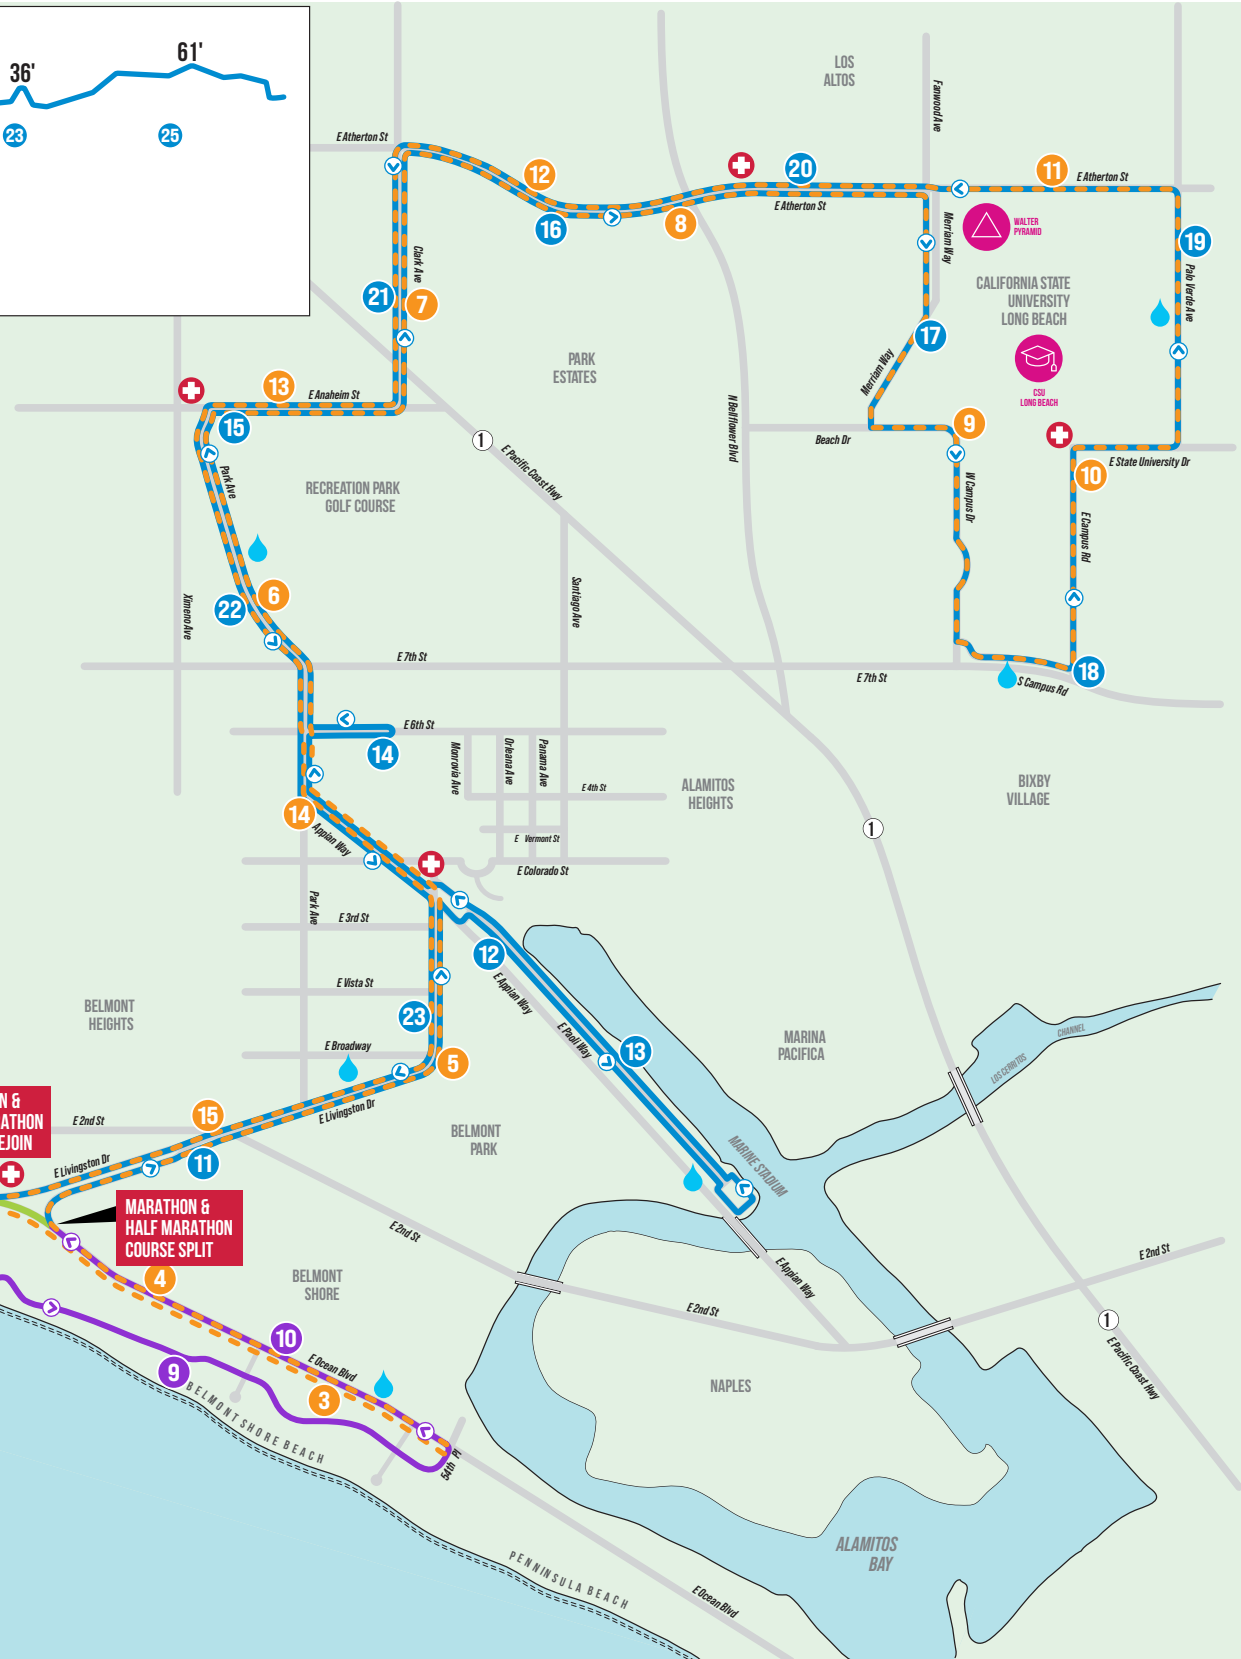 36'
61'
23
25
LOS
ALTOS
Fanwood Ave
E Atherton St
12
20
11
E Atherton St
E Atherton St
16
8
Merriam Way
WALTER
PYRAMID
19
Palo Verde Ave
Clark Ave
21
7
CALIFORNIA STATE
UNIVERSITY
LONG BEACH
17
PARK
ESTATES
Merriam Way
CSU
LONG BEACH
13
E Anaheim St
15
N Bellflower Blvd
9
Beach Dr
1
E Pacific Coast Hwy
E State University Dr
10
Park Ave
RECREATION PARK
GOLF COURSE
W Campus Dr
E Campus Rd
22
6
Ximeno Ave
Santiago Ave
E 7th St
E 7th St
18
S Campus Rd
E 6th St
14
Monrovia Ave
Orleana Ave
Panama Ave
E 4th St
ALAMITOS
HEIGHTS
BIXBY
VILLAGE
14
Appian Way
E Vermont St
1
E Colorado St
Park Ave
E 3rd St
12
E Vista St
E Appian Way
23
BELMONT
HEIGHTS
E Broadway
E Paoli Way
13
MARINA
PACIFICA
CHANNEL
LOS CERRITOS
5
N &
ATHON
EJOIN
E 2nd St
15
E Livingston Dr
BELMONT
PARK
E Livingston Dr
11
MARINE STADIUM
MARATHON &
HALF MARATHON
COURSE SPLIT
E 2nd St
E 2nd St
4
BELMONT
SHORE
E Appian Way
E 2nd St
1
10
E Ocean Blvd
E Pacific Coast Hwy
9
3
NAPLES
BELMONT SHORE BEACH
54th Pl
ALAMITOS
BAY
PENNINSULA BEACH
E Ocean Blvd